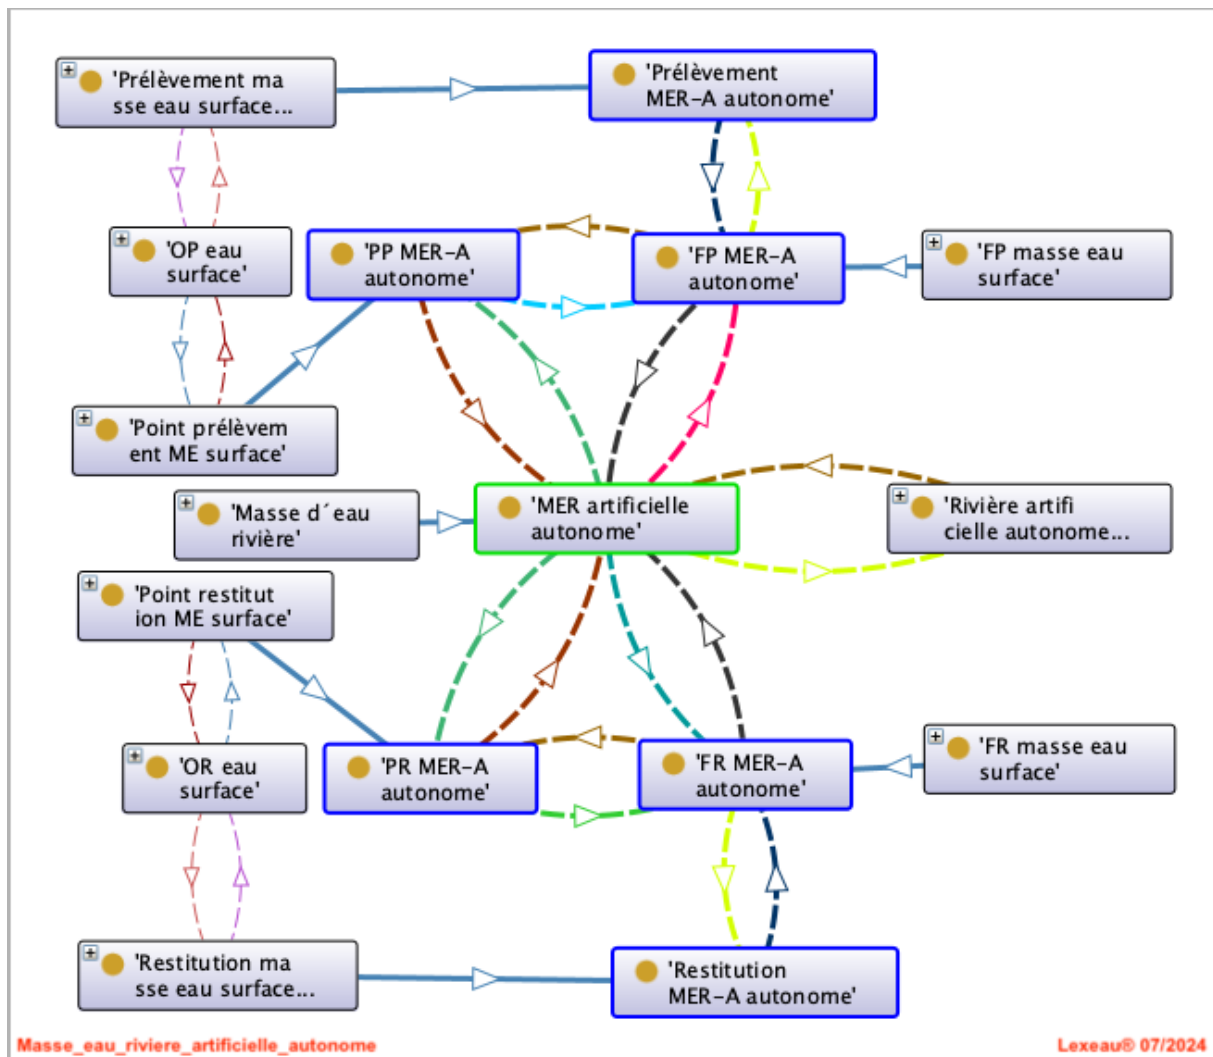 'Prélèvement ma
sse eau surface...
'Prélèvement
MER-A autonome'
'OP eau
surface'
'PP MER-A
autonome'
'FP MER-A
autonome'
'FP masse eau
surface'
'Point prélèvem
ent ME surface'
'Masse d´eau
rivière'
'MER artificielle
autonome'
'Rivière artifi
cielle autonome...
'Point restitut
ion ME surface'
'OR eau
surface'
'PR MER-A
autonome'
'FR MER-A
autonome'
'FR masse eau
surface'
'Restitution ma
sse eau surface...
'Restitution
MER-A autonome'
Masse_eau_riviere_artificielle_autonome
Lexeau® 07/2024